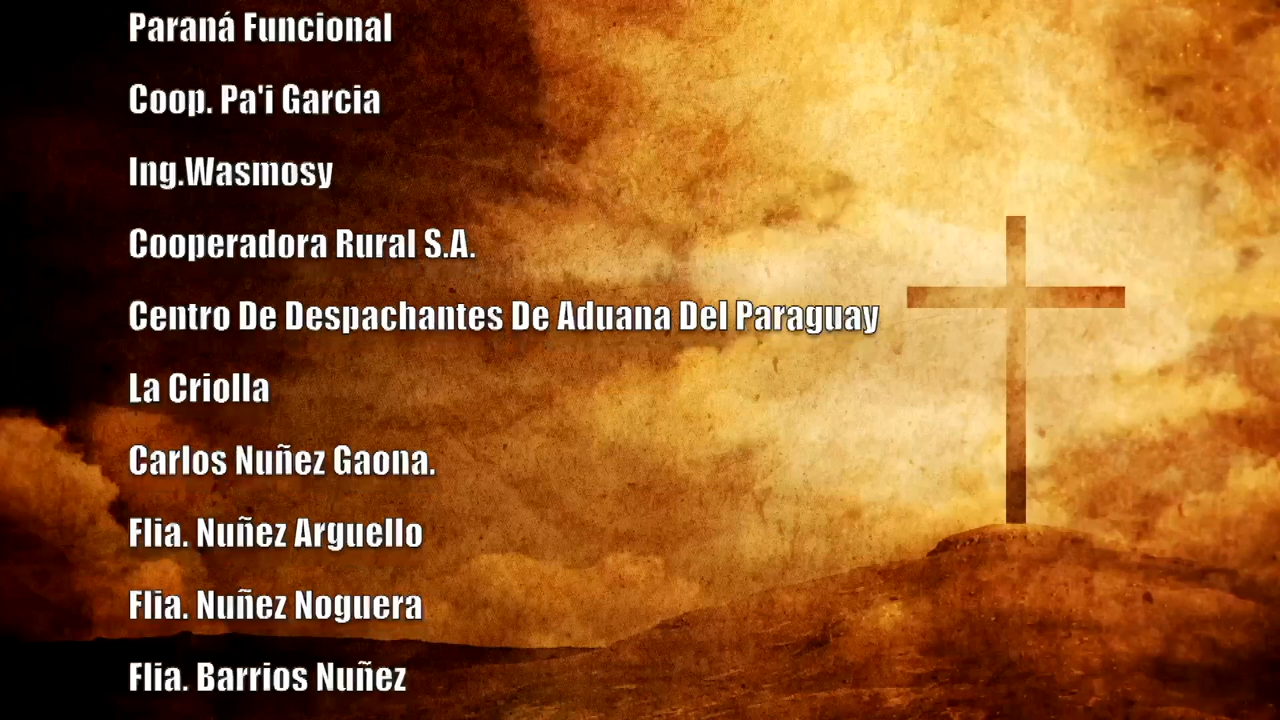 Paraná Funcional
Coop. Pa'i Garcia
Ing.Wasmosy
Cooperadora Rural S.A.
Centro De Despachantes De Aduana Del Paraguay
La Criolla
Carlos Nuñez Gaona.
Flia. Nuñez Arguello
Flia. Nuñez Noguera
Flia. Barrios Nuñez